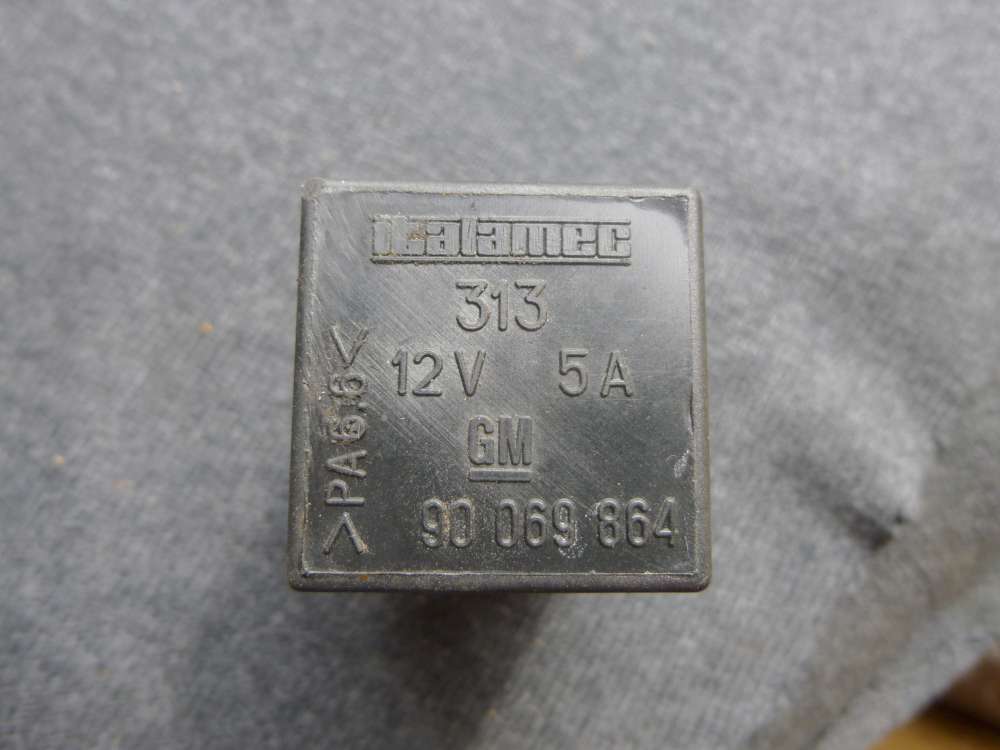 italamec
313
12V 5A
GM
90 069 864
>PA6.6<